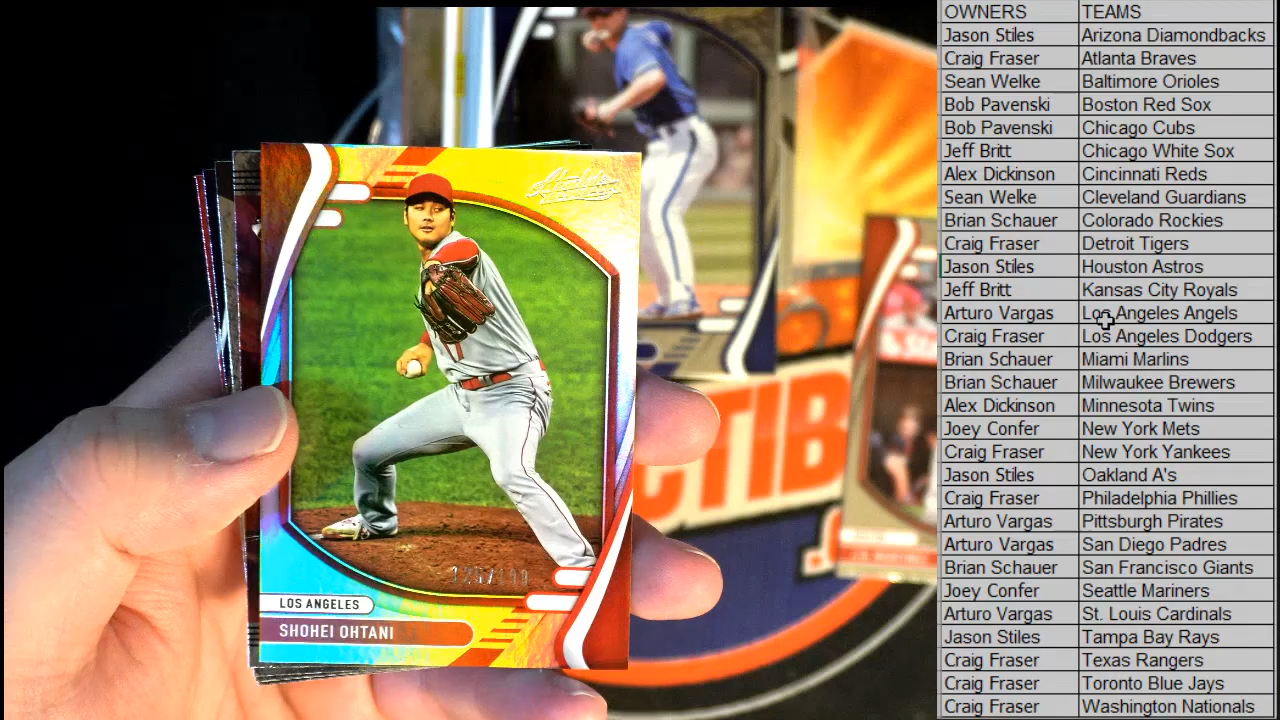 Absolute
LOS ANGELES
SHOHEI OHTANI
CTIB
OWNERS TEAMS
Jason Stiles Arizona Diamondbacks
Craig Fraser Atlanta Braves
Sean Welke Baltimore Orioles
Bob Pavenski Boston Red Sox
Bob Pavenski Chicago Cubs
Jeff Britt Chicago White Sox
Alex Dickinson Cincinnati Reds
Sean Welke Cleveland Guardians
Brian Schauer Colorado Rockies
Craig Fraser Detroit Tigers
Jason Stiles Houston Astros
Jeff Britt Kansas City Royals
Arturo Vargas Los Angeles Angels
Craig Fraser Los Angeles Dodgers
Brian Schauer Miami Marlins
Brian Schauer Milwaukee Brewers
Alex Dickinson Minnesota Twins
Joey Confer New York Mets
Craig Fraser New York Yankees
Jason Stiles Oakland A's
Craig Fraser Philadelphia Phillies
Arturo Vargas Pittsburgh Pirates
Arturo Vargas San Diego Padres
Brian Schauer San Francisco Giants
Joey Confer Seattle Mariners
Arturo Vargas St. Louis Cardinals
Jason Stiles Tampa Bay Rays
Craig Fraser Texas Rangers
Craig Fraser Toronto Blue Jays
Craig Fraser Washington Nationals